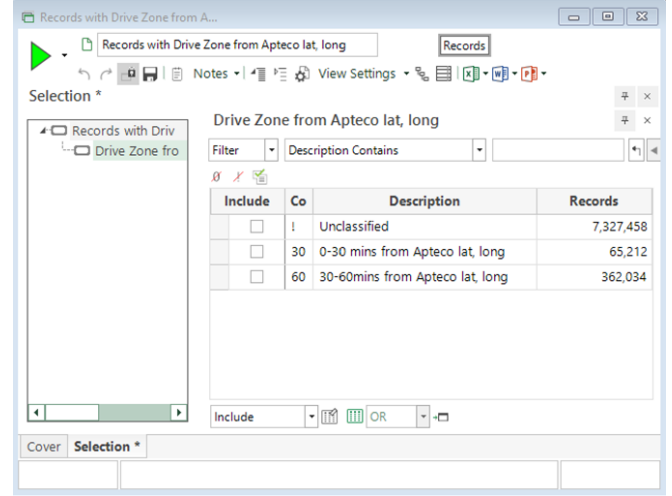 Records with Drive Zone from A...
Records with Drive Zone from Apteco lat, long
Records
Notes
View Settings
Selection *
Records with Driv
Drive Zone fro
Drive Zone from Apteco lat, long
Filter
Description Contains
Include Co Description Records
! Unclassified 7,327,458
30 0-30 mins from Apteco lat, long 65,212
60 30-60mins from Apteco lat, long 362,034
Include
OR
Cover Selection *